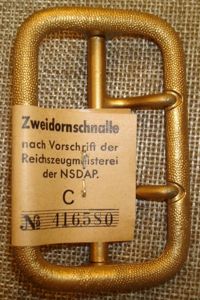 Zweidornschnalle
nach Vorschrift der
Reichszeugmeisterei
der NSDAP.
C
№ 416580